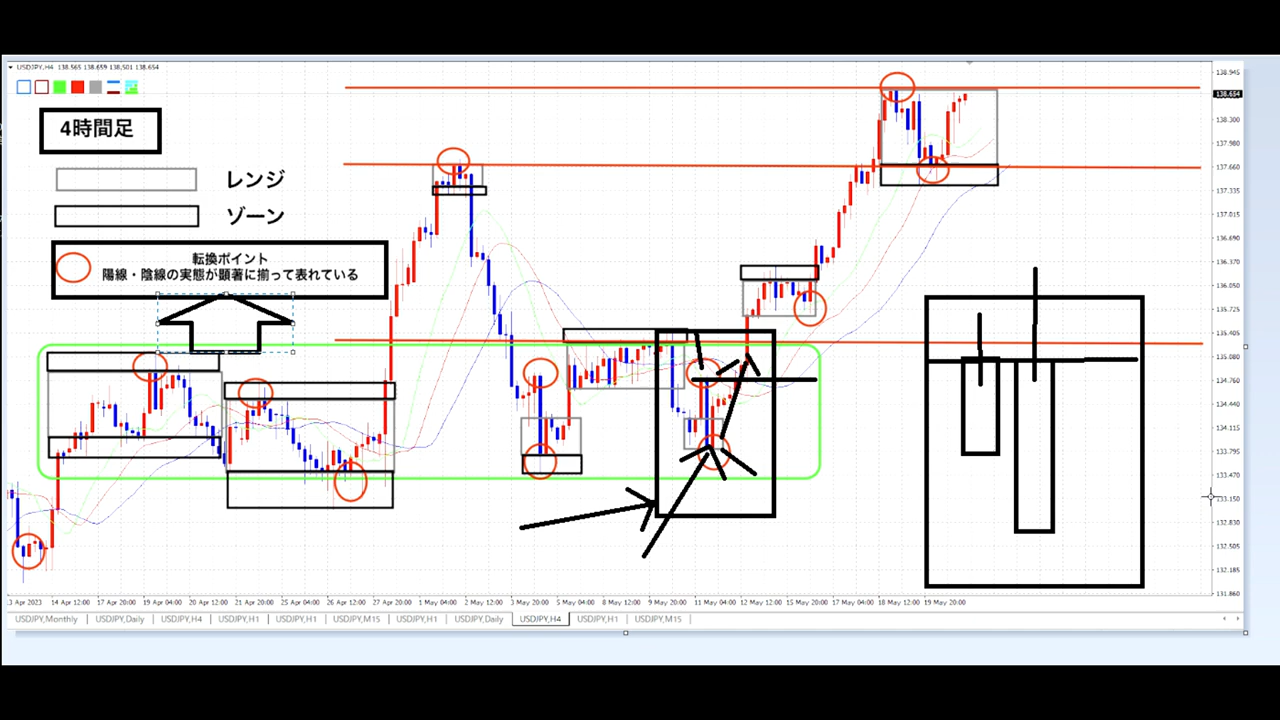 USDJPY,H4 138.565 138.659 138.501 138.654
4時間足
レンジ
ゾーン
転換ポイント
陽線・陰線の実態が顕著に揃って表れている
138.945
138.654
138.300
137.980
137.660
137.335
137.015
136.690
136.370
136.050
135.725
135.405
135.080
134.760
134.440
134.115
133.795
133.470
133.150
132.830
132.505
132.185
131.860
3 Apr 2023 14 Apr 12:00 17 Apr 20:00 19 Apr 04:00 20 Apr 12:00 21 Apr 20:00 25 Apr 04:00 26 Apr 12:00 27 Apr 20:00 1 May 04:00 2 May 12:00 3 May 20:00 5 May 04:00 8 May 12:00 9 May 20:00 11 May 04:00 12 May 12:00 15 May 20:00 17 May 04:00 18 May 12:00 19 May 20:00
USDJPY,Monthly USDJPY,Daily USDJPY,H4 USDJPY,H1 USDJPY,H1 USDJPY,M15 USDJPY,H1 USDJPY,Daily USDJPY,H4 USDJPY,H1 USDJPY,M15